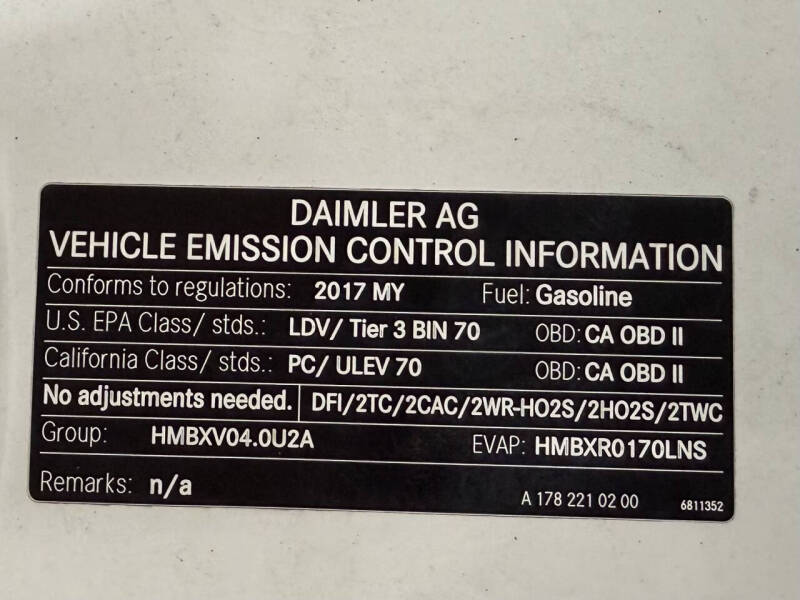 DAIMLER AG
VEHICLE EMISSION CONTROL INFORMATION
Conforms to regulations: 2017 MY Fuel: Gasoline
U.S. EPA Class/ stds.: LDV/ Tier 3 BIN 70 OBD: CA OBD II
California Class/ stds.: PC/ ULEV 70 OBD: CA OBD II
No adjustments needed. DFI/2TC/2CAC/2WR-HO2S/2HO2S/2TWC
Group: HMBXV04.0U2A EVAP: HMBXR0170LNS
Remarks: n/a A 178 221 02 00 6811352